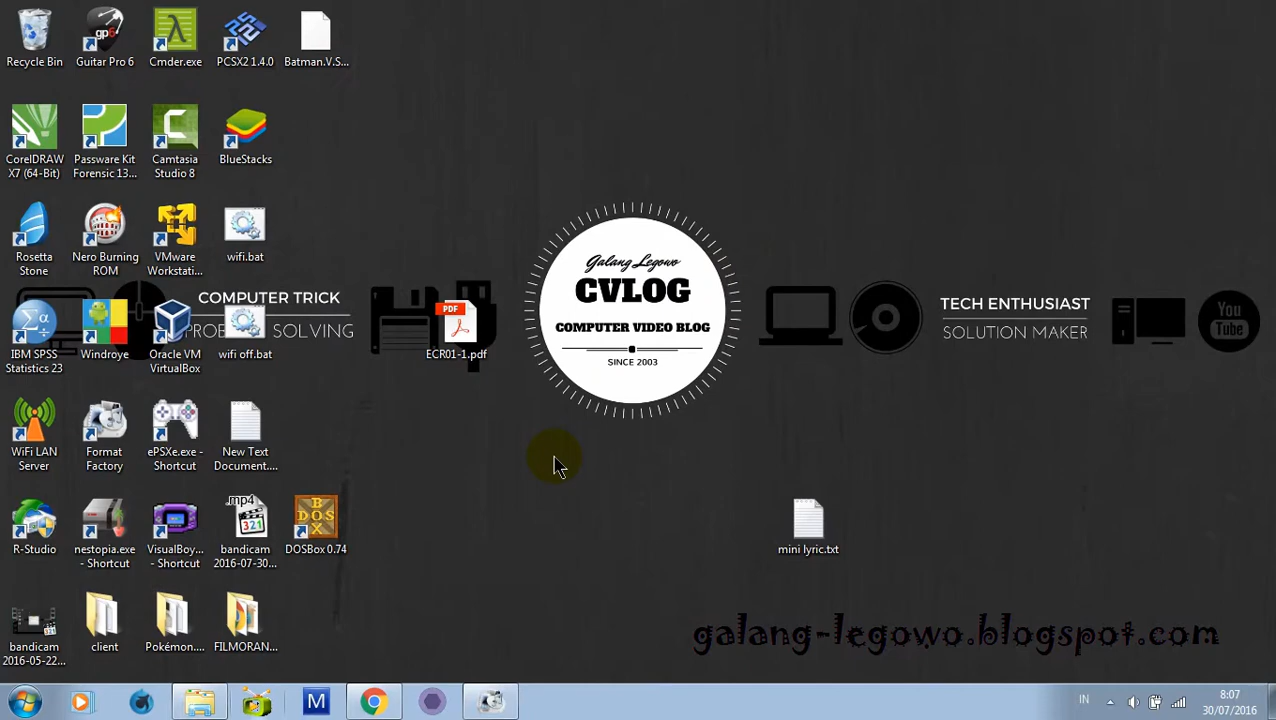 Recycle Bin
Guitar Pro 6
Cmder.exe
PCSX2 1.4.0
Batman.V.S...
CorelDRAW X7 (64-Bit)
Passware Kit Forensic 13...
Camtasia Studio 8
BlueStacks
Rosetta Stone
Nero Burning ROM
VMware Workstati...
wifi.bat
IBM SPSS Statistics 23
Windroye
Oracle VM VirtualBox
wifi off.bat
PDF
ECR01-1.pdf
COMPUTER TRICK
SOLVING
Galang Legowo
CVLOG
COMPUTER VIDEO BLOG
SINCE 2003
TECH ENTHUSIAST
SOLUTION MAKER
You
Tube
WiFi LAN Server
Format Factory
ePSXe.exe - Shortcut
New Text Document....
R-Studio
nestopia.exe - Shortcut
VisualBoy... - Shortcut
.mp4
321
bandicam 2016-07-30...
BOSOX
DOSBox 0.74
mini lyric.txt
bandicam 2016-05-22...
client
Pokémon....
FILMORAN...
galang-legowo.blogspot.com
M
IN
8:07
30/07/2016